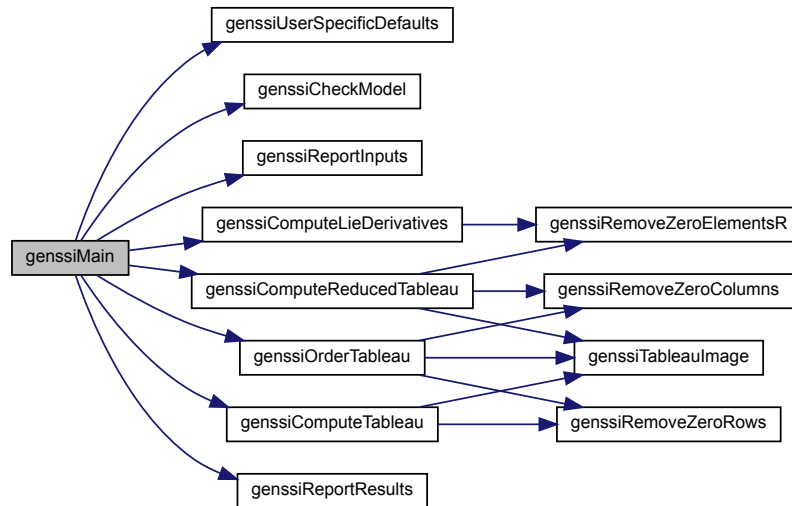 genssiUserSpecificDefaults
genssiCheckModel
genssiReportInputs
genssiComputeLieDerivatives
genssiRemoveZeroElementsR
genssiMain
genssiComputeReducedTableau
genssiRemoveZeroColumns
genssiOrderTableau
genssiTableauImage
genssiComputeTableau
genssiRemoveZeroRows
genssiReportResults